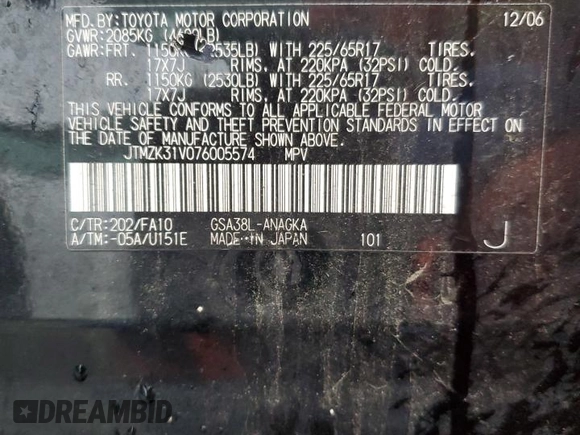 MFD.BY:TOYOTA MOTOR CORPORATION 12/06
GVWR:2085KG LB)
GAWR:FRT. 1150KG 2535LB) WITH 225/65R17 TIRES,
17X7J RIMS, AT 220KPA (32PSI) COLD.
RR. 1150KG (2530LB) WITH 225/65R17 TIRES,
17X7J RIMS, AT 220KPA (32PSI) COLD.
THIS VEHICLE CONFORMS TO ALL APPLICABLE FEDERAL MOTOR
VEHICLE SAFETY AND THEFT PREVENTION STANDARDS IN EFFECT ON
THE DATE OF MANUFACTURE SHOWN ABOVE.
JTMZK31V076005574 MPV
C/TR:202/FA10 GSA38L-ANAGKA
A/TM:-05A/U151E MADE IN JAPAN 101 J
DREAMBID